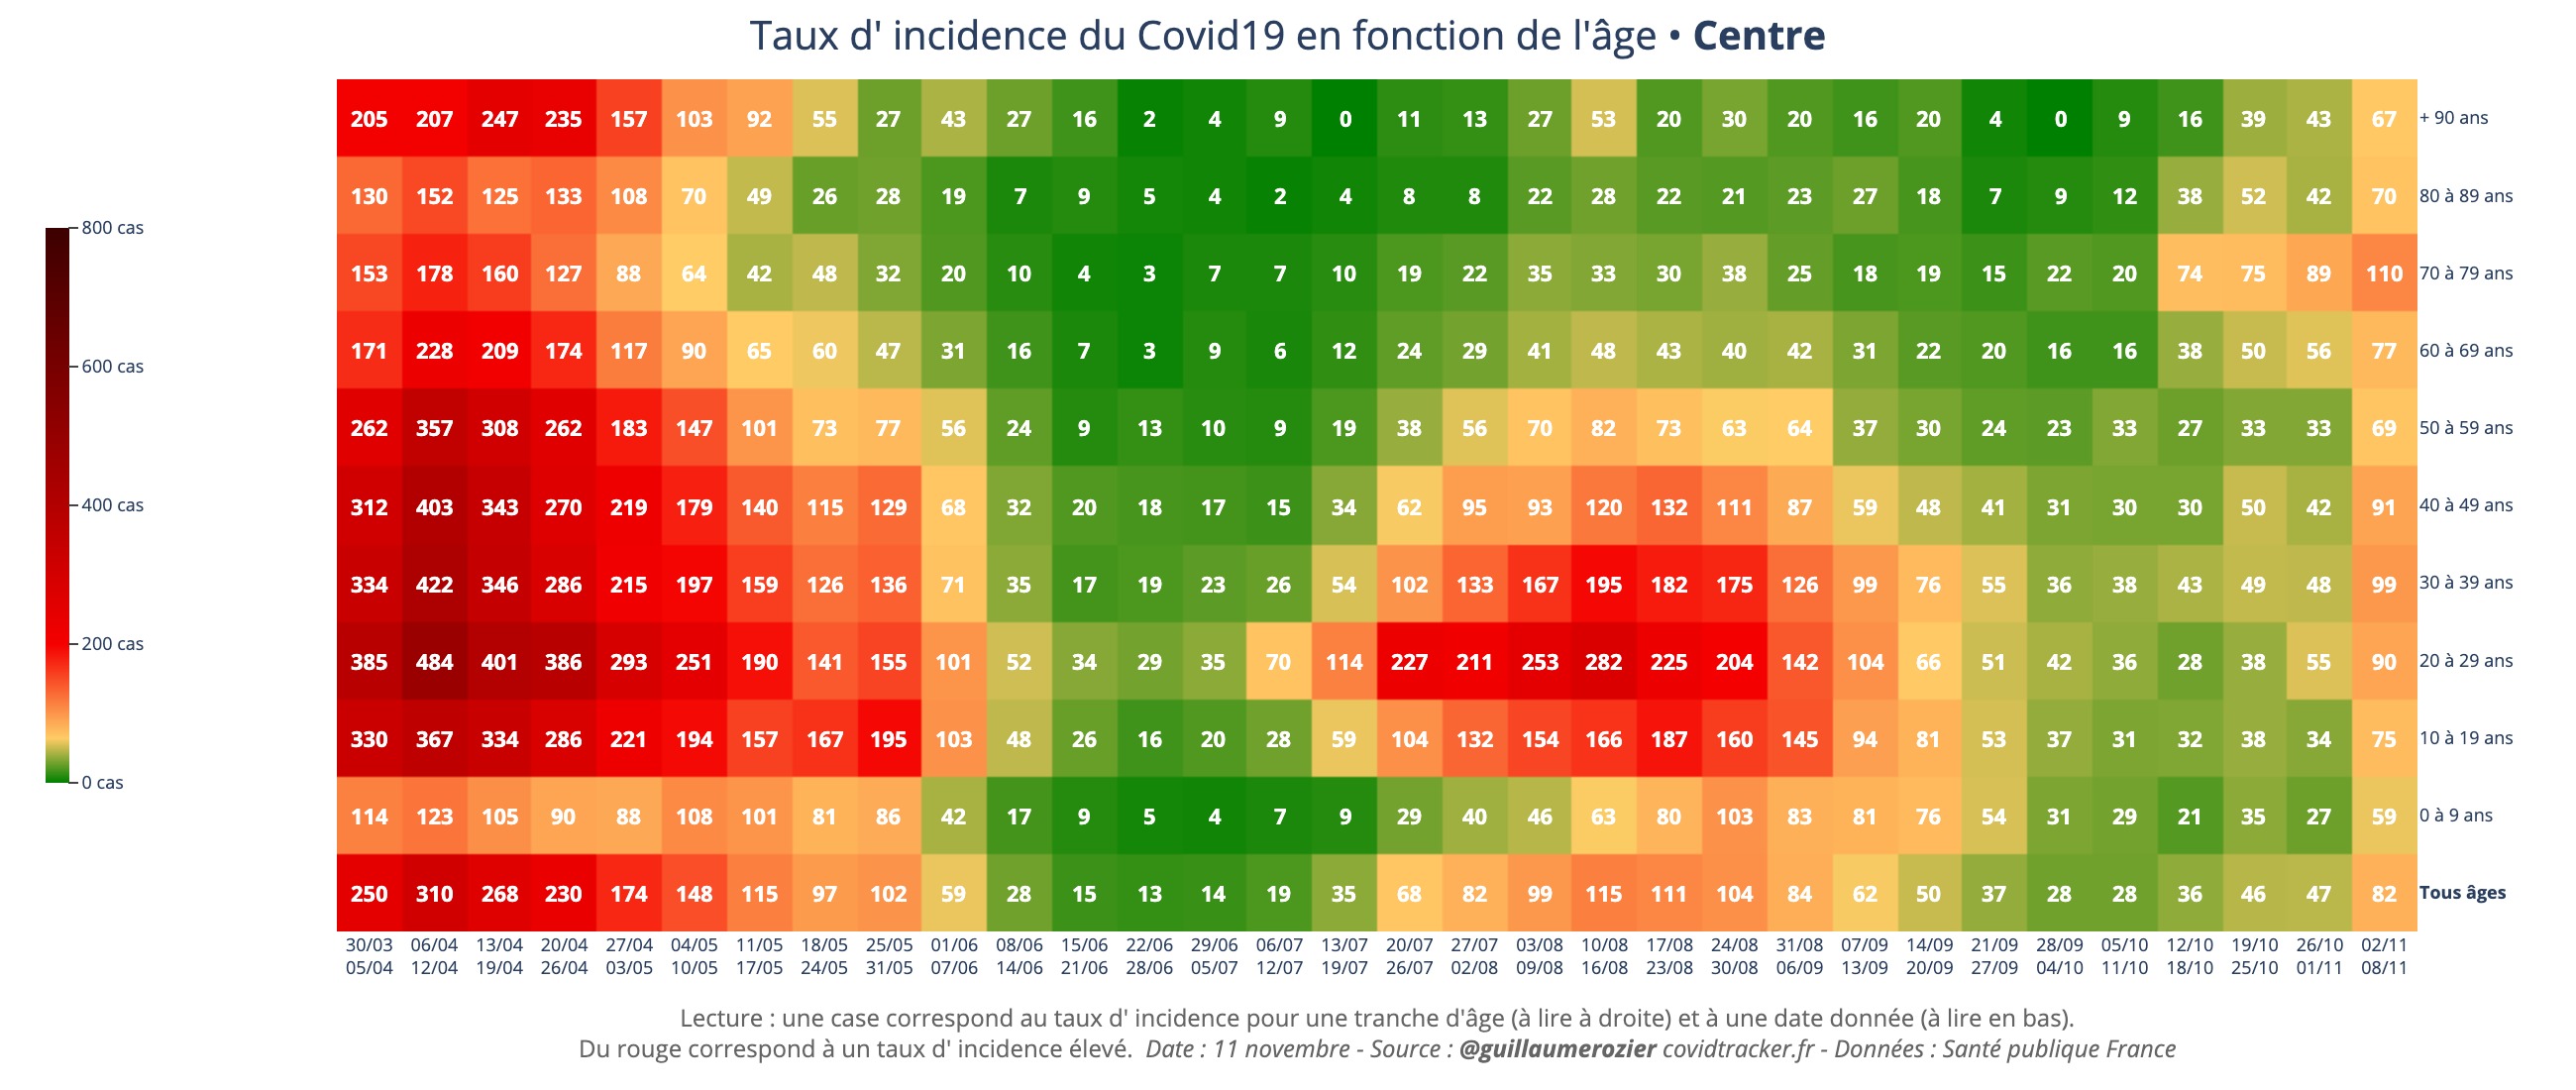 Taux d' incidence du Covid19 en fonction de l'âge • Centre
205 207 247 235 157 103 92 55 27 43 27 16 2 4 9 0 11 13 27 53 20 30 20 16 20 4 0 9 16 39 43 67 + 90 ans
130 152 125 133 108 70 49 26 28 19 7 9 5 4 2 4 8 8 22 28 22 21 23 27 18 7 9 12 38 52 42 70 80 à 89 ans
800 cas
153 178 160 127 88 64 42 48 32 20 10 4 3 7 7 10 19 22 35 33 30 38 25 18 19 15 22 20 74 75 89 110 70 à 79 ans
171 228 209 174 117 90 65 60 47 31 16 7 3 9 6 12 24 29 41 48 43 40 42 31 22 20 16 16 38 50 56 77 60 à 69 ans
600 cas
262 357 308 262 183 147 101 73 77 56 24 9 13 10 9 19 38 56 70 82 73 63 64 37 30 24 23 33 27 33 33 69 50 à 59 ans
400 cas
312 403 343 270 219 179 140 115 129 68 32 20 18 17 15 34 62 95 93 120 132 111 87 59 48 41 31 30 30 50 42 91 40 à 49 ans
334 422 346 286 215 197 159 126 136 71 35 17 19 23 26 54 102 133 167 195 182 175 126 99 76 55 36 38 43 49 48 99 30 à 39 ans
200 cas
385 484 401 386 293 251 190 141 155 101 52 34 29 35 70 114 227 211 253 282 225 204 142 104 66 51 42 36 28 38 55 90 20 à 29 ans
330 367 334 286 221 194 157 167 195 103 48 26 16 20 28 59 104 132 154 166 187 160 145 94 81 53 37 31 32 38 34 75 10 à 19 ans
0 cas
114 123 105 90 88 108 101 81 86 42 17 9 5 4 7 9 29 40 46 63 80 103 83 81 76 54 31 29 21 35 27 59 0 à 9 ans
250 310 268 230 174 148 115 97 102 59 28 15 13 14 19 35 68 82 99 115 111 104 84 62 50 37 28 28 36 46 47 82 Tous âges
30/03 06/04 13/04 20/04 27/04 04/05 11/05 18/05 25/05 01/06 08/06 15/06 22/06 29/06 06/07 13/07 20/07 27/07 03/08 10/08 17/08 24/08 31/08 07/09 14/09 21/09 28/09 05/10 12/10 19/10 26/10 02/11
05/04 12/04 19/04 26/04 03/05 10/05 17/05 24/05 31/05 07/06 14/06 21/06 28/06 05/07 12/07 19/07 26/07 02/08 09/08 16/08 23/08 30/08 06/09 13/09 20/09 27/09 04/10 11/10 18/10 25/10 01/11 08/11
Lecture : une case correspond au taux d' incidence pour une tranche d'âge (à lire à droite) et à une date donnée (à lire en bas).
Du rouge correspond à un taux d' incidence élevé. Date : 11 novembre - Source : @guillaumerozier covidtracker.fr - Données : Santé publique France